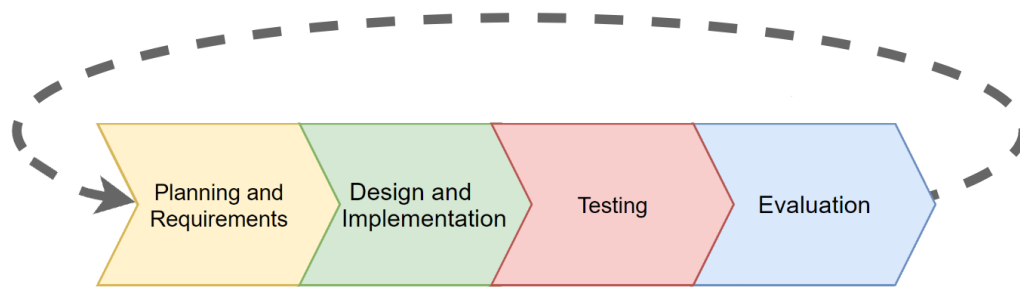 Planning and
Requirements
Design and
Implementation
Testing
Evaluation